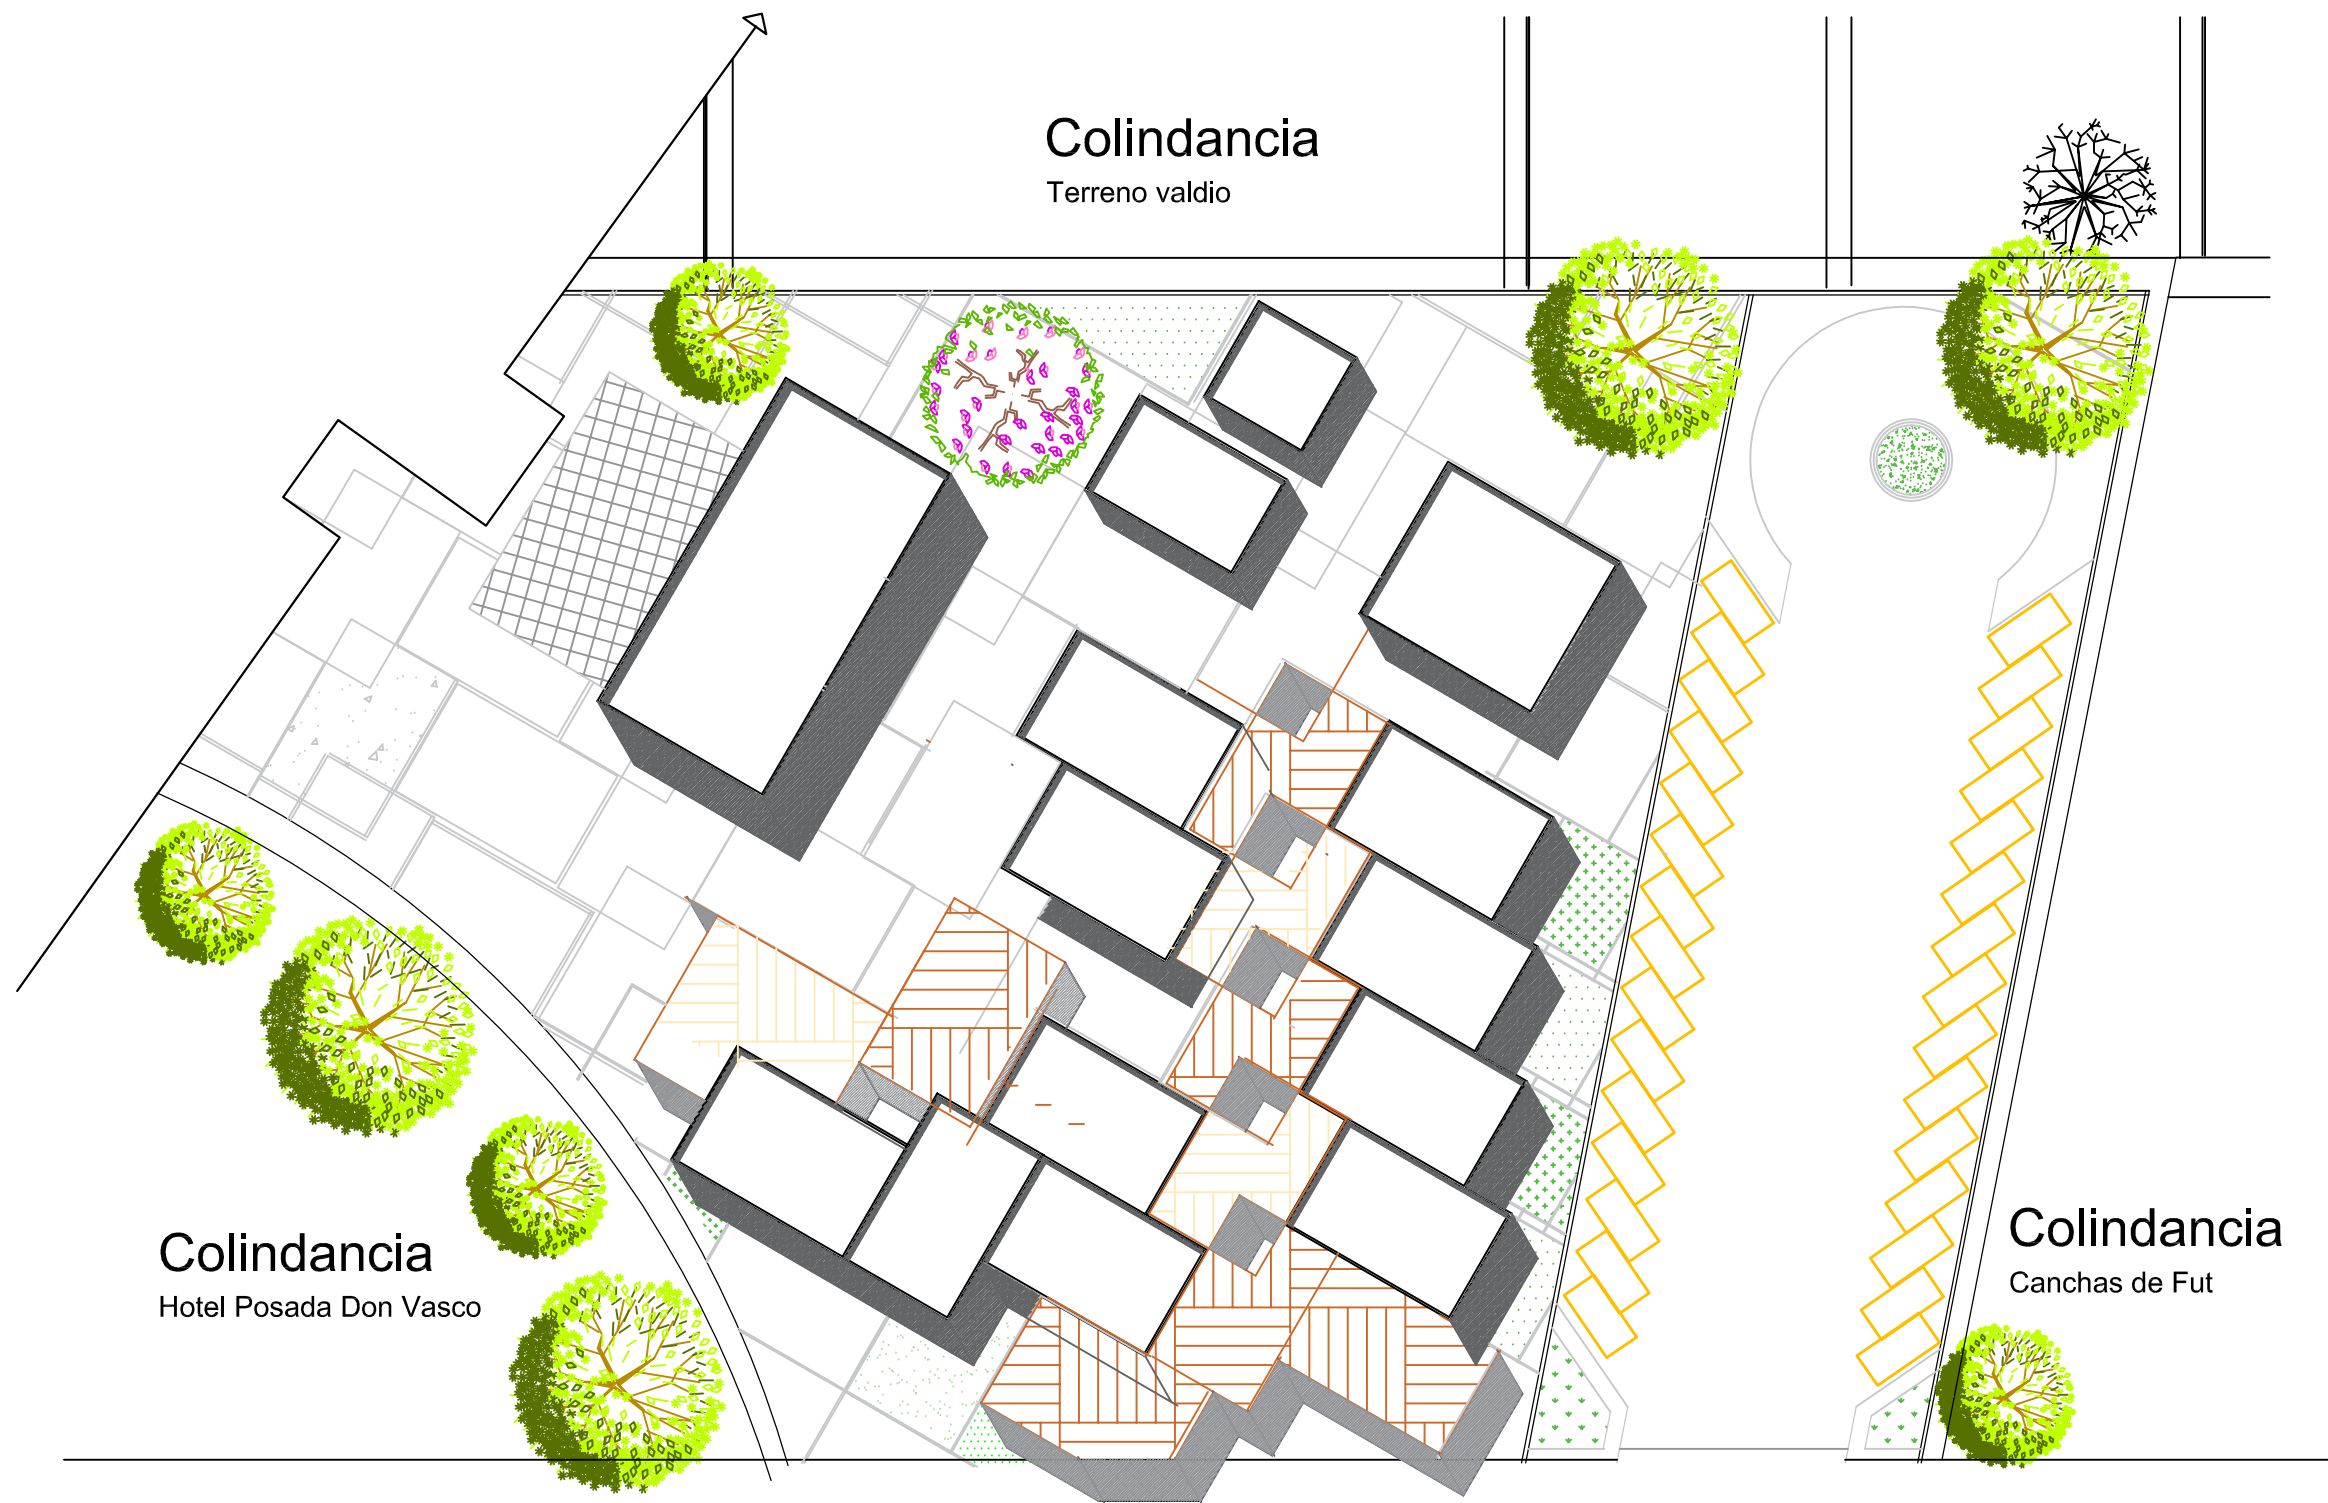 Colindancia
Terreno valdio
Colindancia
Hotel Posada Don Vasco
Colindancia
Canchas de Fut